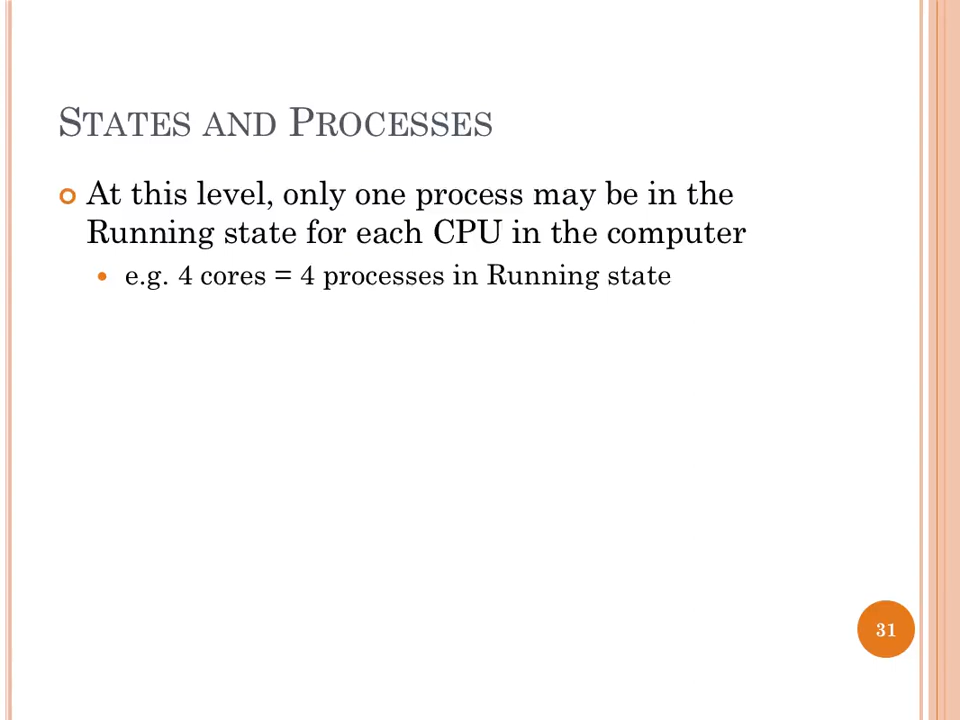 STATES AND PROCESSES
At this level, only one process may be in the
Running state for each CPU in the computer
e.g. 4 cores = 4 processes in Running state
31